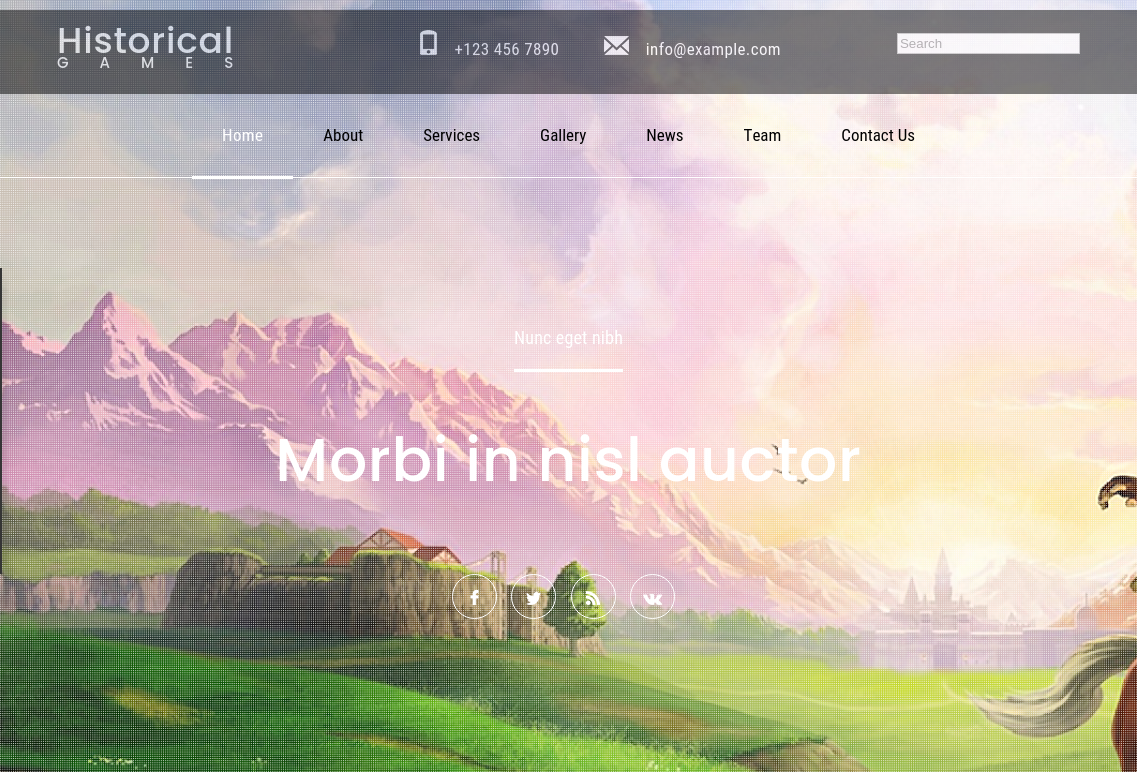 Historical
GAMES
+123 456 7890
info@example.com
Search
Home
About
Services
Gallery
News
Team
Contact Us
Nunc eget nibh
Morbi in nisl auctor